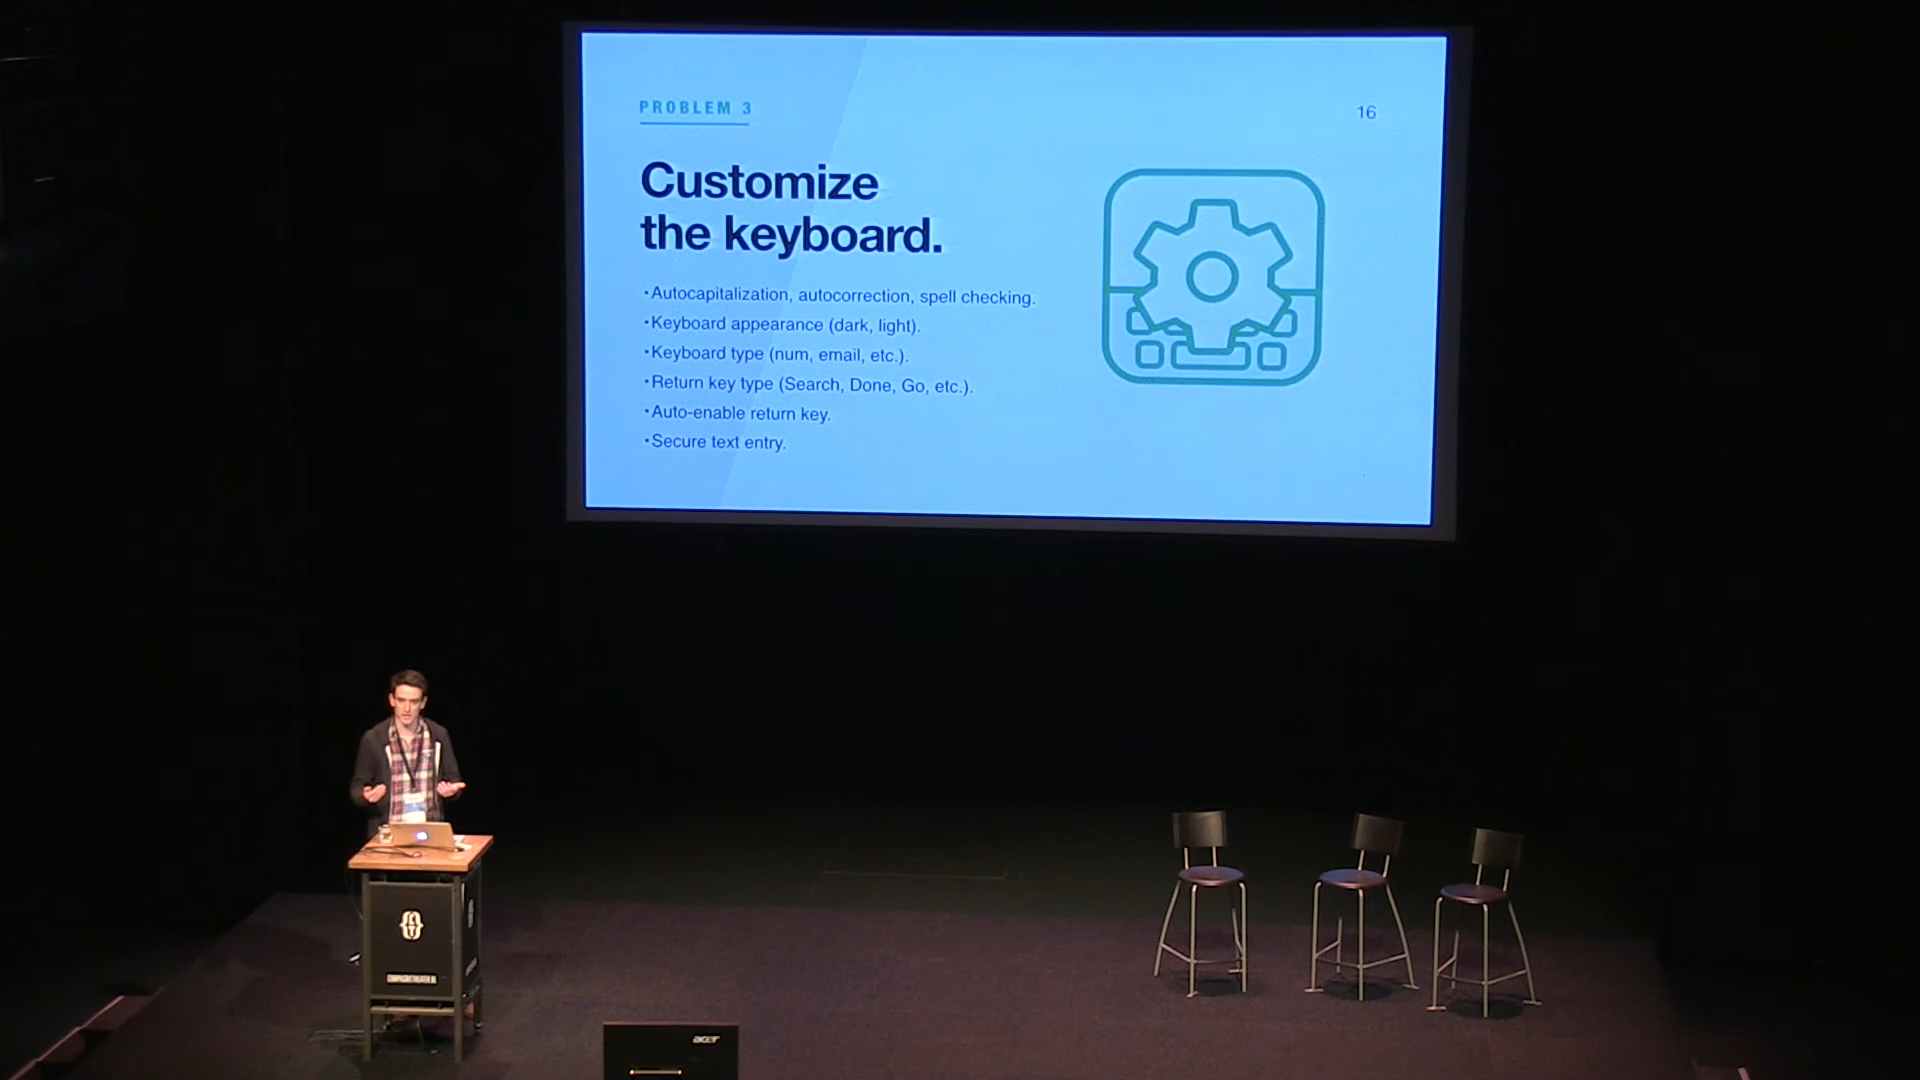 PROBLEM 3
16
Customize
the keyboard.
•Autocapitalization, autocorrection, spell checking.
•Keyboard appearance (dark, light).
•Keyboard type (num, email, etc.).
•Return key type (Search, Done, Go, etc.).
•Auto-enable return key.
•Secure text entry.
acer